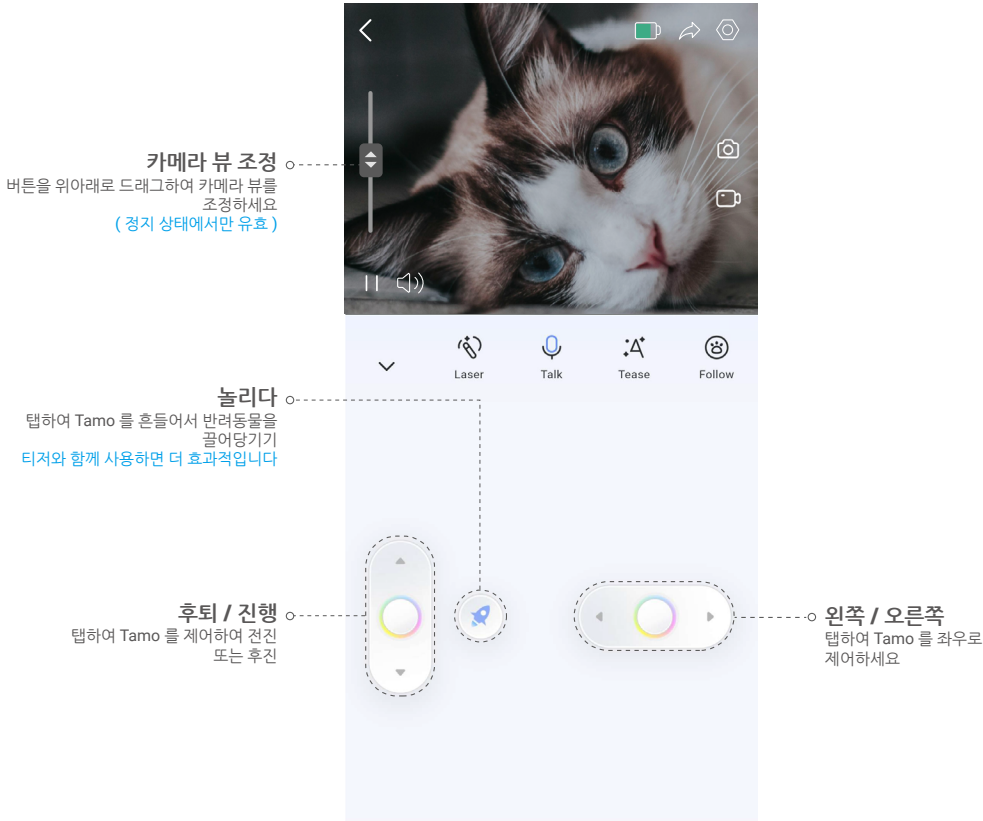 카메라 뷰 조정
버튼을 위아래로 드래그하여 카메라 뷰를
조정하세요
( 정지 상태에서만 유효 )
Laser
Talk
Tease
Follow
놀리다
탭하여 Tamo 를 흔들어서 반려동물을
끌어당기기
티저와 함께 사용하면 더 효과적입니다
후퇴 / 진행
탭하여 Tamo 를 제어하여 전진
또는 후진
왼쪽 / 오른쪽
탭하여 Tamo 를 좌우로
제어하세요